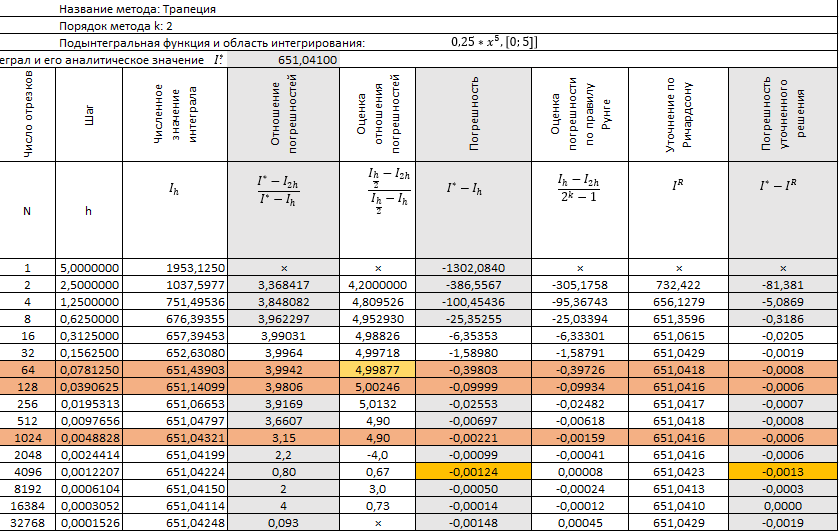 Название метода: Трапеция
Порядок метода k: 2
Подынтегральная функция и область интегрирования: 0,25 * x⁵, [0; 5]]
еграл и его аналитическое значение I*: 651,04100
Число отрезков Шаг Численное значение интеграла Отношение погрешностей Оценка отношения погрешностей Погрешность Оценка погрешности по правилу Рунге Уточнение по Ричардсону Погрешность уточненного решения
N h I_h (I* − I_2h)/(I* − I_h) (I_h/2 − I_2h)/(I_h/2 − I_h) I* − I_h (I_h − I_2h)/(2^k − 1) I^R I* − I^R
1 5,0000000 1953,1250 × × -1302,0840 × × ×
2 2,5000000 1037,5977 3,368417 4,2000000 -386,5567 -305,1758 732,422 -81,381
4 1,2500000 751,49536 3,848082 4,809526 -100,45436 -95,36743 656,1279 -5,0869
8 0,6250000 676,39355 3,962297 4,952930 -25,35255 -25,03394 651,3596 -0,3186
16 0,3125000 657,39453 3,99031 4,98826 -6,35353 -6,33301 651,0615 -0,0205
32 0,1562500 652,63080 3,9964 4,99718 -1,58980 -1,58791 651,0429 -0,0019
64 0,0781250 651,43903 3,9942 4,99877 -0,39803 -0,39726 651,0418 -0,0008
128 0,0390625 651,14099 3,9806 5,00246 -0,09999 -0,09934 651,0416 -0,0006
256 0,0195313 651,06653 3,9169 5,0132 -0,02553 -0,02482 651,0417 -0,0007
512 0,0097656 651,04797 3,6607 4,90 -0,00697 -0,00618 651,0418 -0,0008
1024 0,0048828 651,04321 3,15 4,90 -0,00221 -0,00159 651,0416 -0,0006
2048 0,0024414 651,04199 2,2 -4,0 -0,00099 -0,00041 651,0416 -0,0006
4096 0,0012207 651,04224 0,80 0,67 -0,00124 0,00008 651,0423 -0,0013
8192 0,0006104 651,04150 2 3,0 -0,00050 -0,00024 651,0413 -0,0003
16384 0,0003052 651,04114 4 0,73 -0,00014 -0,00012 651,0410 0,0000
32768 0,0001526 651,04248 0,093 × -0,00148 0,00045 651,0429 -0,0019